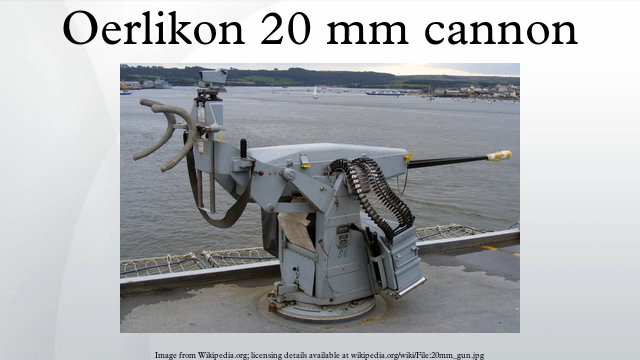 Oerlikon 20 mm cannon
Image from Wikipedia.org; licensing details available at wikipedia.org/wiki/File:20mm_gun.jpg